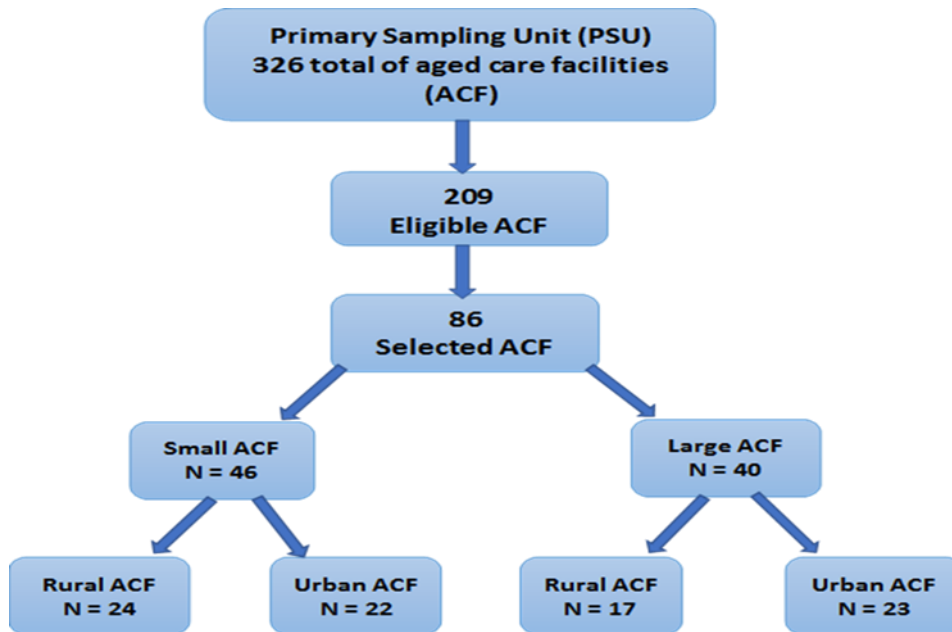 Primary Sampling Unit (PSU)
326 total of aged care facilities
(ACF)
209
Eligible ACF
86
Selected ACF
Small ACF
N = 46
Large ACF
N = 40
Rural ACF
N = 24
Urban ACF
N = 22
Rural ACF
N = 17
Urban ACF
N = 23